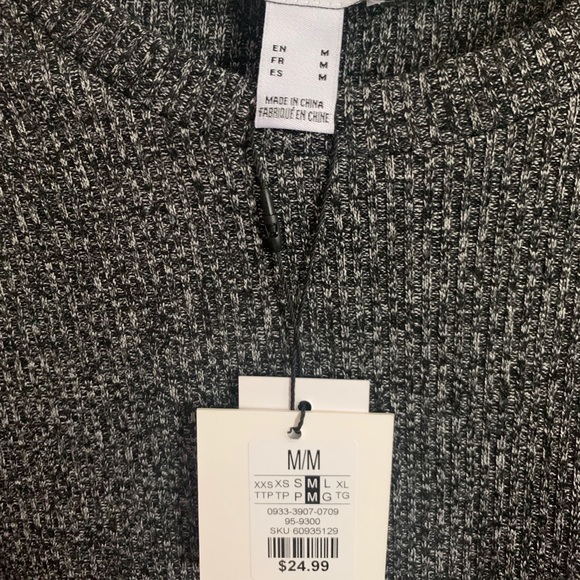 EN M
FR M
ES M
MADE IN CHINA
FABRIQUÉ EN CHINE
M/M
XXS XS S M L XL
TTP TP P M G TG
0933-3907-0709
95-9300
SKU 60935129
$24.99